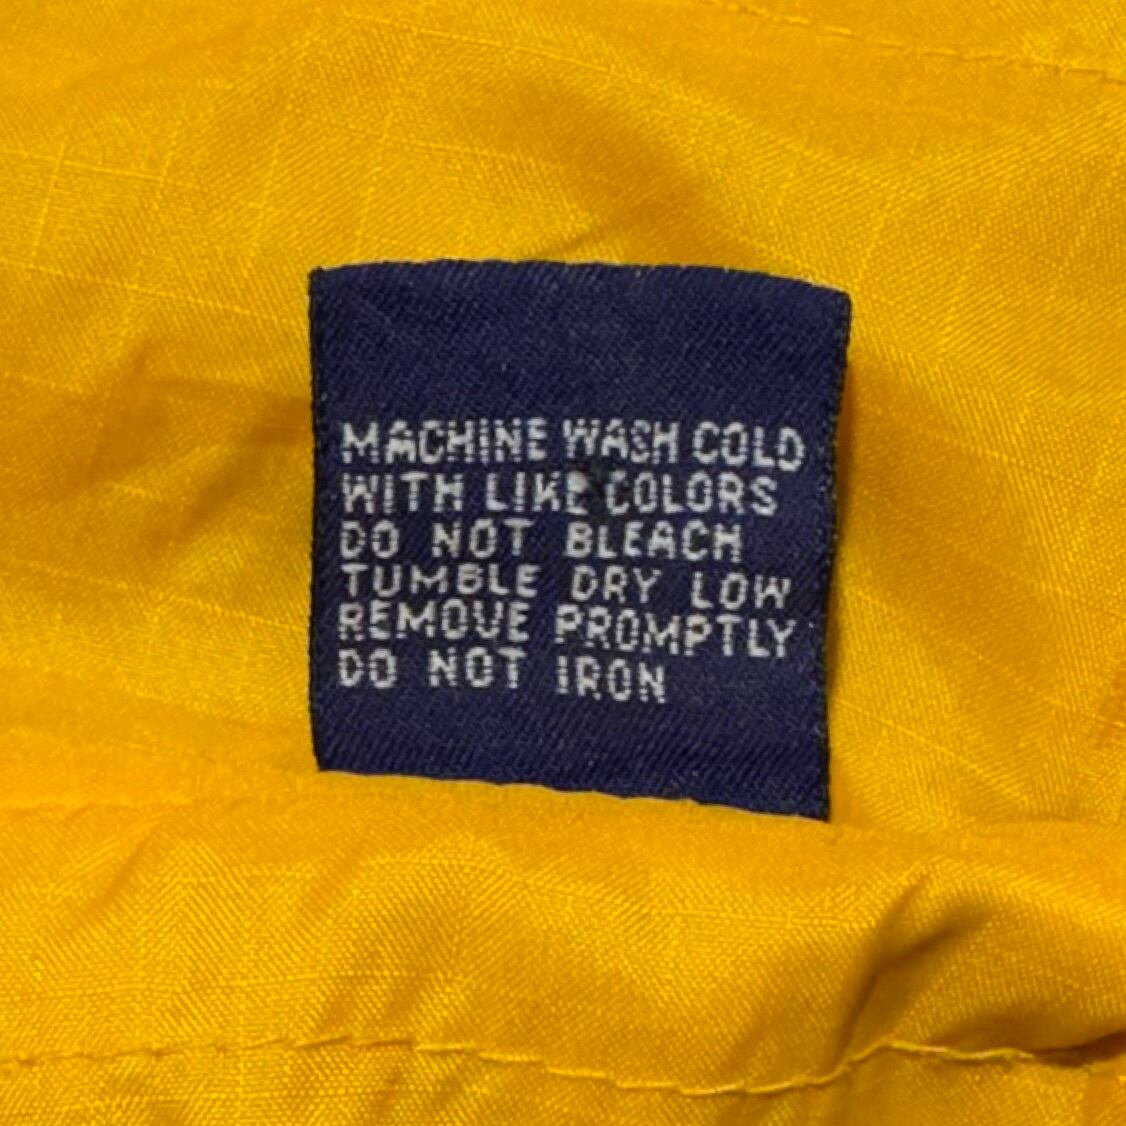 MACHINE WASH COLD
WITH LIKE COLORS
DO NOT BLEACH
TUMBLE DRY LOW
REMOVE PROMPTLY
DO NOT IRON